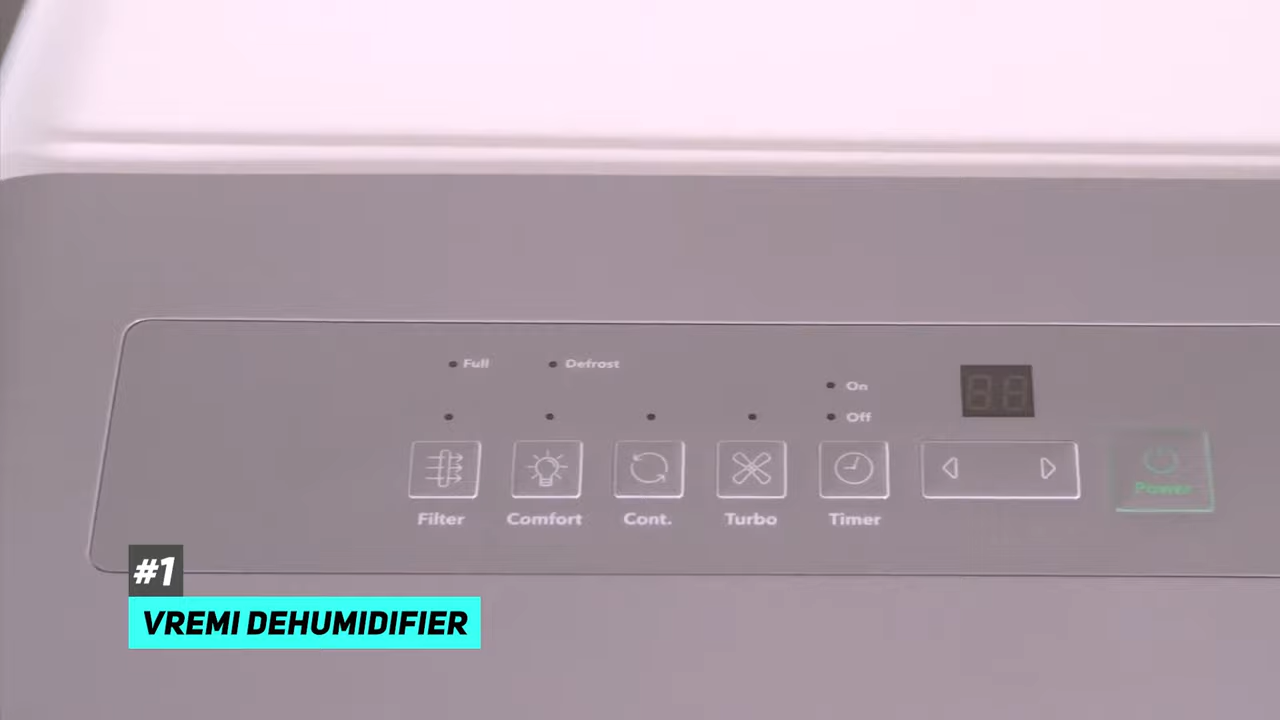 Full Defrost
On
Off
Filter Comfort Cont. Turbo Timer
Power
#1
VREMI DEHUMIDIFIER